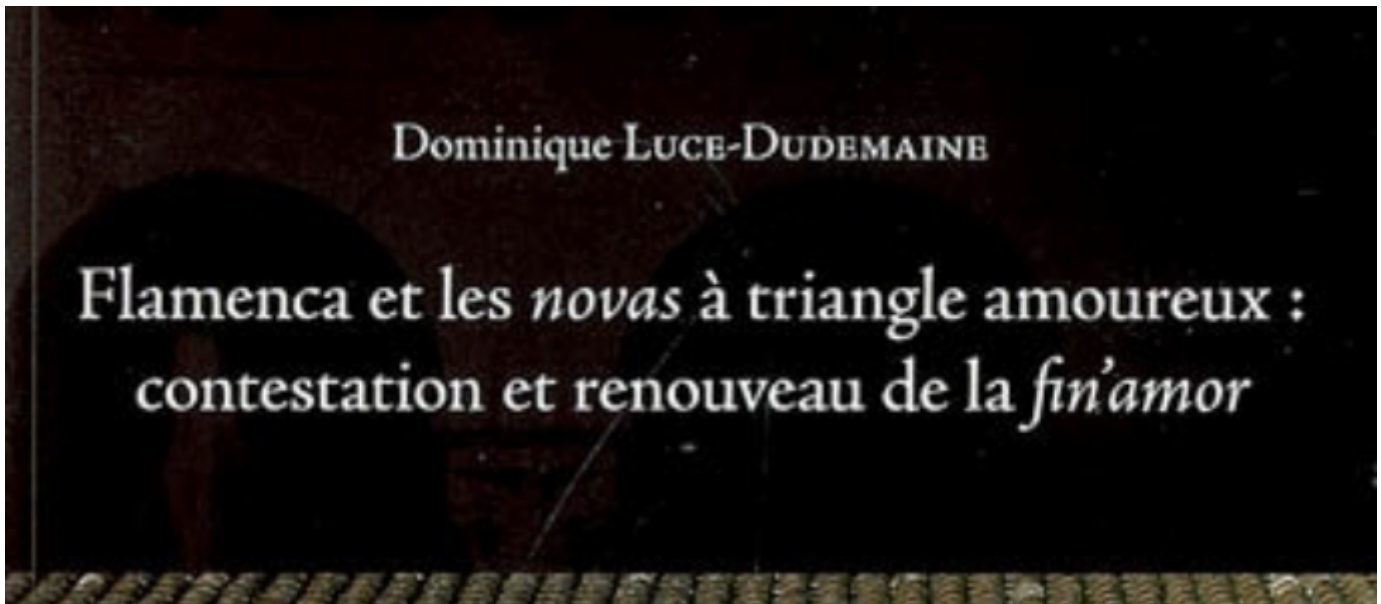 Dominique LUCE-DUDEMAINE
Flamenca et les novas à triangle amoureux :
contestation et renouveau de la fin'amor